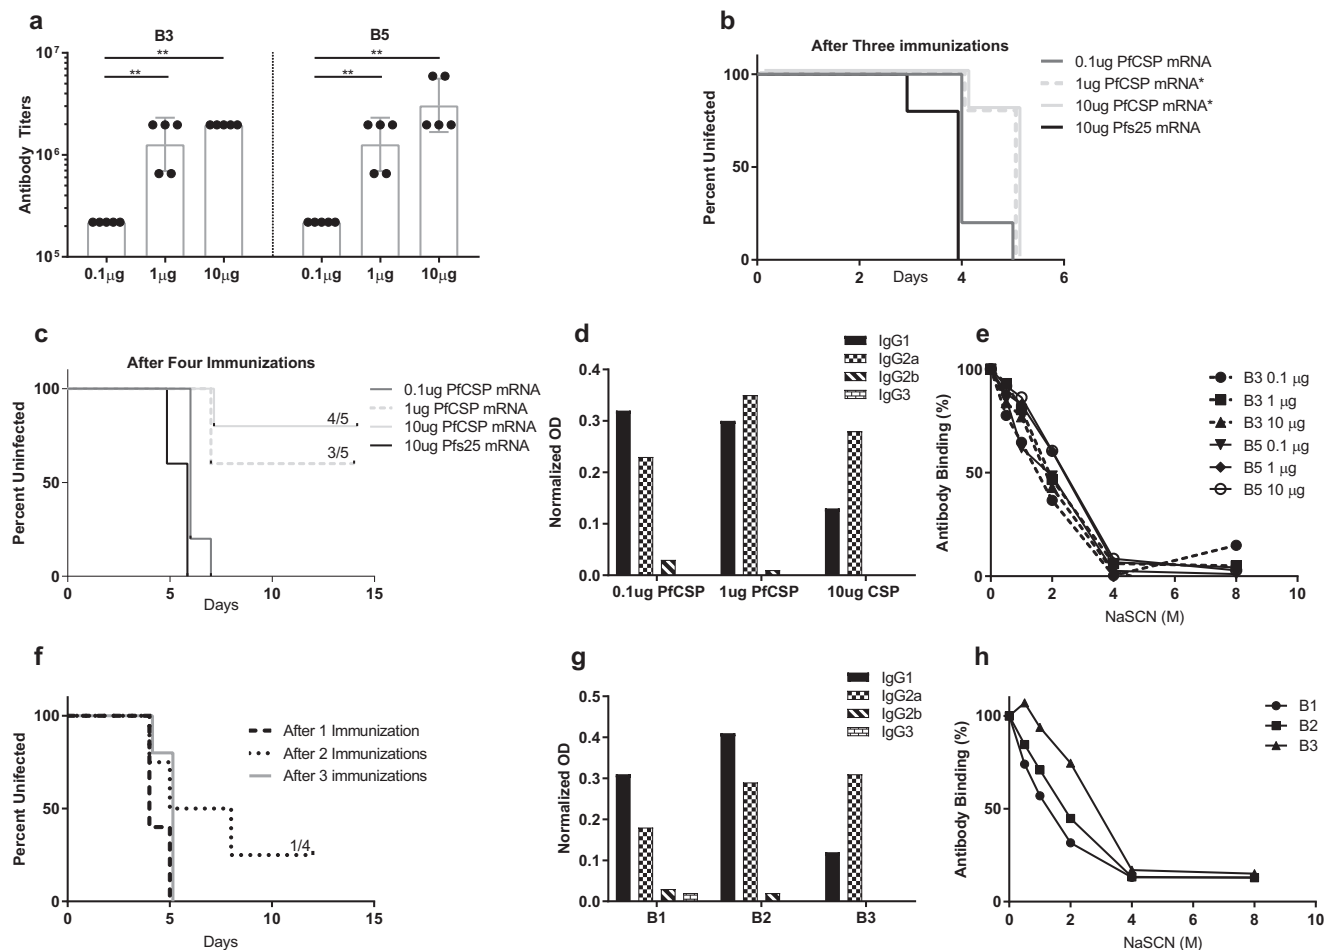 a
B3
B5
**
**
**
**
Antibody Titers
10⁷
10⁶
10⁵
0.1µg
1µg
10µg
0.1µg
1µg
10µg
b
After Three immunizations
Percent Unifected
100
50
0
0
2
4
6
Days
0.1ug PfCSP mRNA
1ug PfCSP mRNA*
10ug PfCSP mRNA*
10ug Pfs25 mRNA
c
After Four Immunizations
Percent Uninfected
100
50
0
4/5
3/5
0
5
10
15
Days
0.1ug PfCSP mRNA
1ug PfCSP mRNA
10ug PfCSP mRNA
10ug Pfs25 mRNA
d
IgG1
IgG2a
IgG2b
IgG3
Normalized OD
0.4
0.3
0.2
0.1
0.0
0.1ug PfCSP
1ug PfCSP
10ug CSP
e
Antibody Binding (%)
100
50
0
0
2
4
6
8
10
NaSCN (M)
B3 0.1 µg
B3 1 µg
B3 10 µg
B5 0.1 µg
B5 1 µg
B5 10 µg
f
Percent Unifected
100
50
0
1/4
0
5
10
15
Days
After 1 Immunization
After 2 Immunizations
After 3 immunizations
g
IgG1
IgG2a
IgG2b
IgG3
Normalized OD
0.5
0.4
0.3
0.2
0.1
0.0
B1
B2
B3
h
Antibody Binding (%)
100
50
0
0
2
4
6
8
10
NaSCN (M)
B1
B2
B3